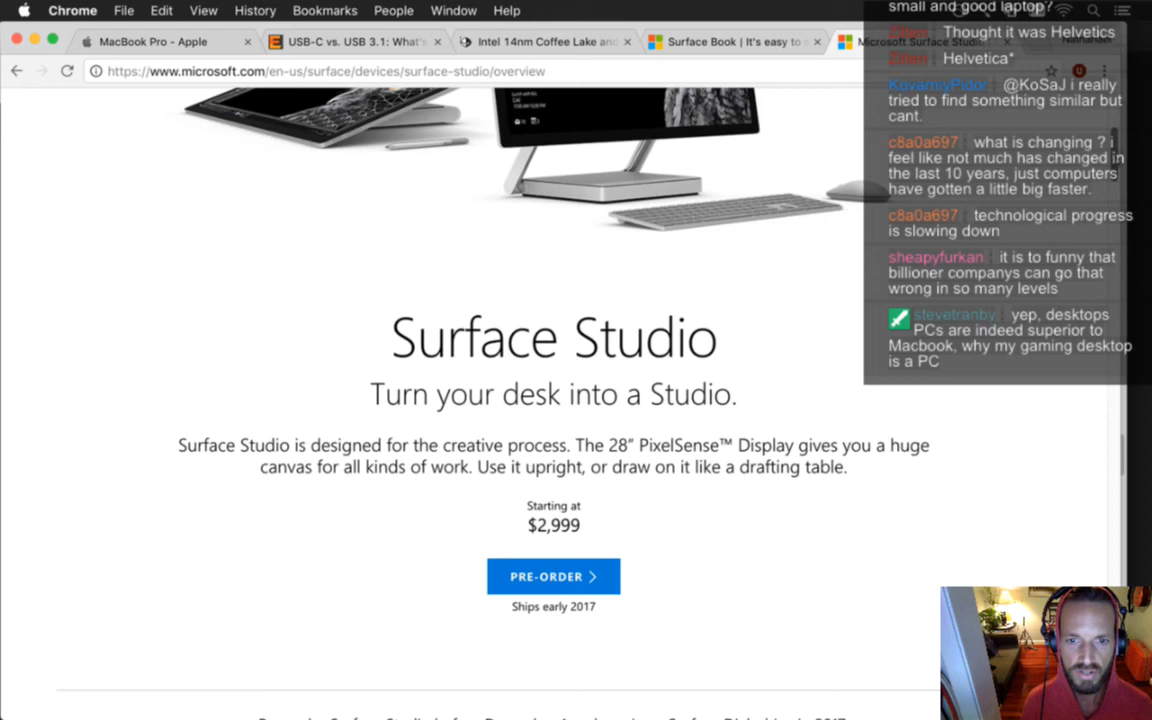 Chrome File Edit View History Bookmarks People Window Help
MacBook Pro - Apple
USB-C vs. USB 3.1: What's
Intel 14nm Coffee Lake and
Surface Book | It's easy to
Microsoft Surface Studio
https://www.microsoft.com/en-us/surface/devices/surface-studio/overview
Surface Studio
Turn your desk into a Studio.
Surface Studio is designed for the creative process. The 28" PixelSense™ Display gives you a huge
canvas for all kinds of work. Use it upright, or draw on it like a drafting table.
Starting at
$2,999
PRE-ORDER
Ships early 2017
small and good laptop?
Thought it was Helvetics
Helvetica*
@KoSaJ i really
tried to find something similar but
cant.
c8a0a697 what is changing ? i
feel like not much has changed in
the last 10 years, just computers
have gotten a little big faster.
c8a0a697 technological progress
is slowing down
sheapyfurkan it is to funny that
billioner companys can go that
wrong in so many levels
stevetranby yep, desktops
PCs are indeed superior to
Macbook, why my gaming desktop
is a PC